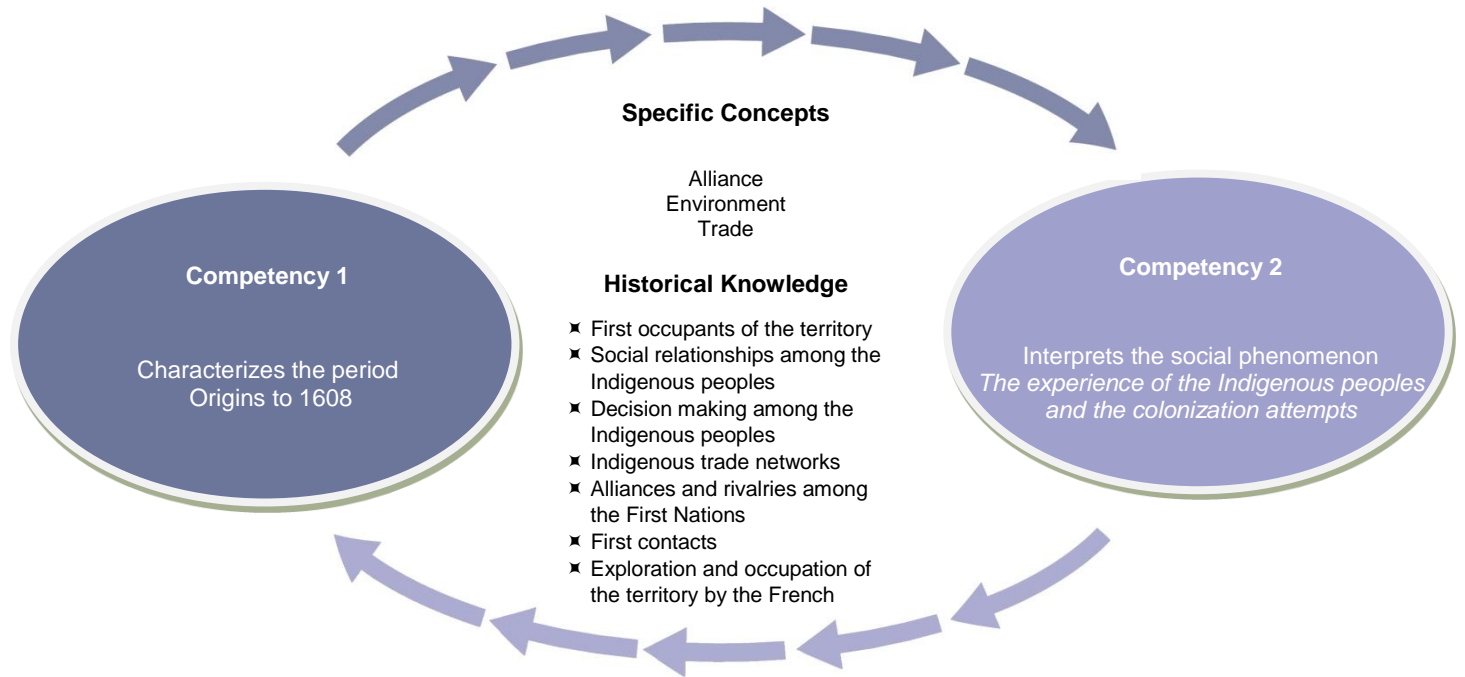 Specific Concepts
Alliance
Environment
Trade
Competency 1
Characterizes the period
Origins to 1608
Historical Knowledge
⌘ First occupants of the territory
⌘ Social relationships among the
Indigenous peoples
⌘ Decision making among the
Indigenous peoples
⌘ Indigenous trade networks
⌘ Alliances and rivalries among
the First Nations
⌘ First contacts
⌘ Exploration and occupation of
the territory by the French
Competency 2
Interprets the social phenomenon
The experience of the Indigenous peoples
and the colonization attempts